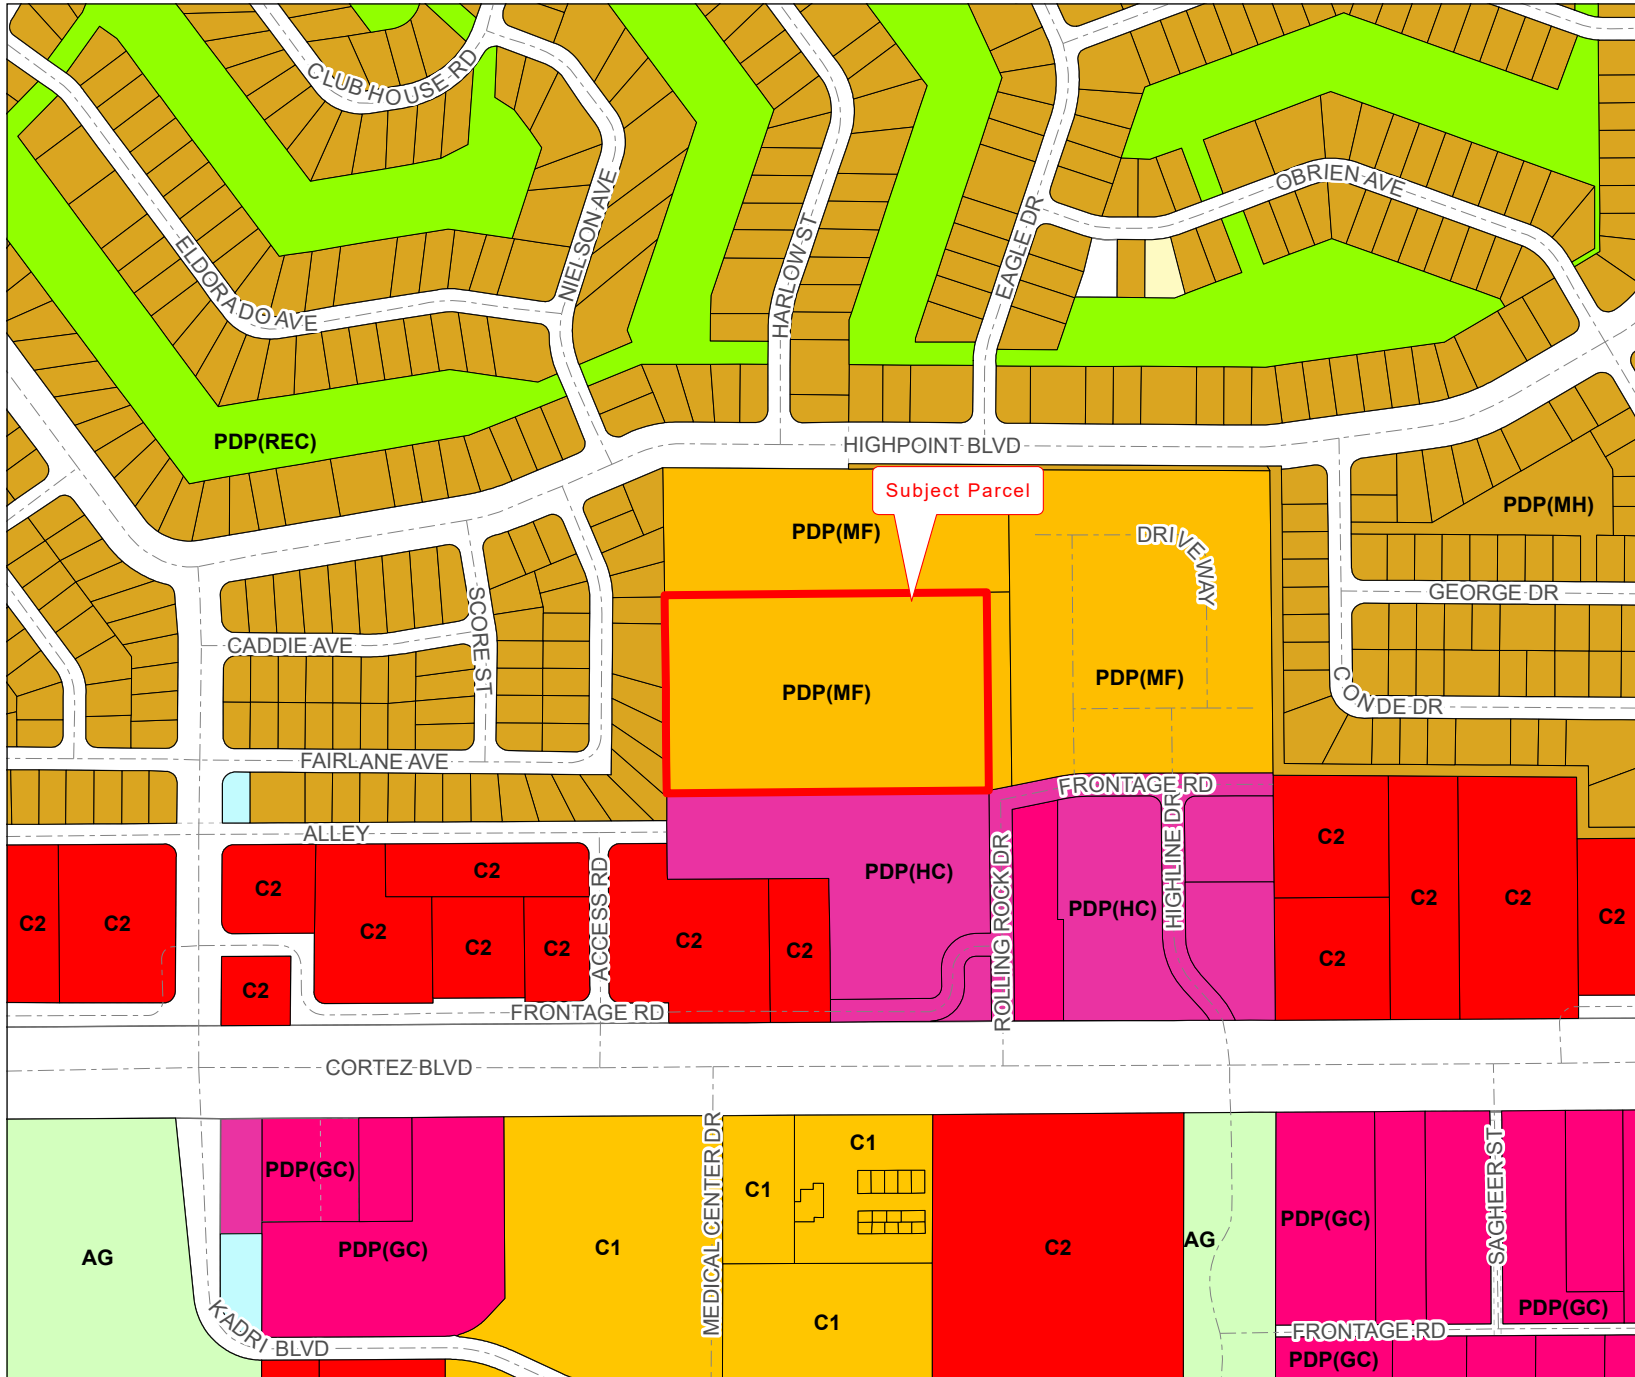 CLUB HOUSE RD
OBRIEN AVE
NIELSON AVE
EAGLE DR
HARLOW ST
ELDORADO AVE
PDP(REC)
HIGHPOINT BLVD
Subject Parcel
PDP(MH)
PDP(MF)
DRIVEWAY
GEORGE DR
SCORE ST
CADDIE AVE
PDP(MF)
PDP(MF)
CONDE DR
FAIRLANE AVE
FRONTAGE RD
ALLEY
C2
C2
PDP(HC)
C2
C2
C2
C2
PDP(HC)
HIGHLINE DR
C2
C2
C2
C2
C2
C2
C2
ACCESS RD
C2
C2
ROLLING ROCK DR
C2
C2
FRONTAGE RD
CORTEZ BLVD
MEDICAL CENTER DR
C1
SAGHEER ST
PDP(GC)
C1
PDP(GC)
AG
PDP(GC)
C1
C2
AG
KADRI BLVD
C1
PDP(GC)
FRONTAGE RD
PDP(GC)